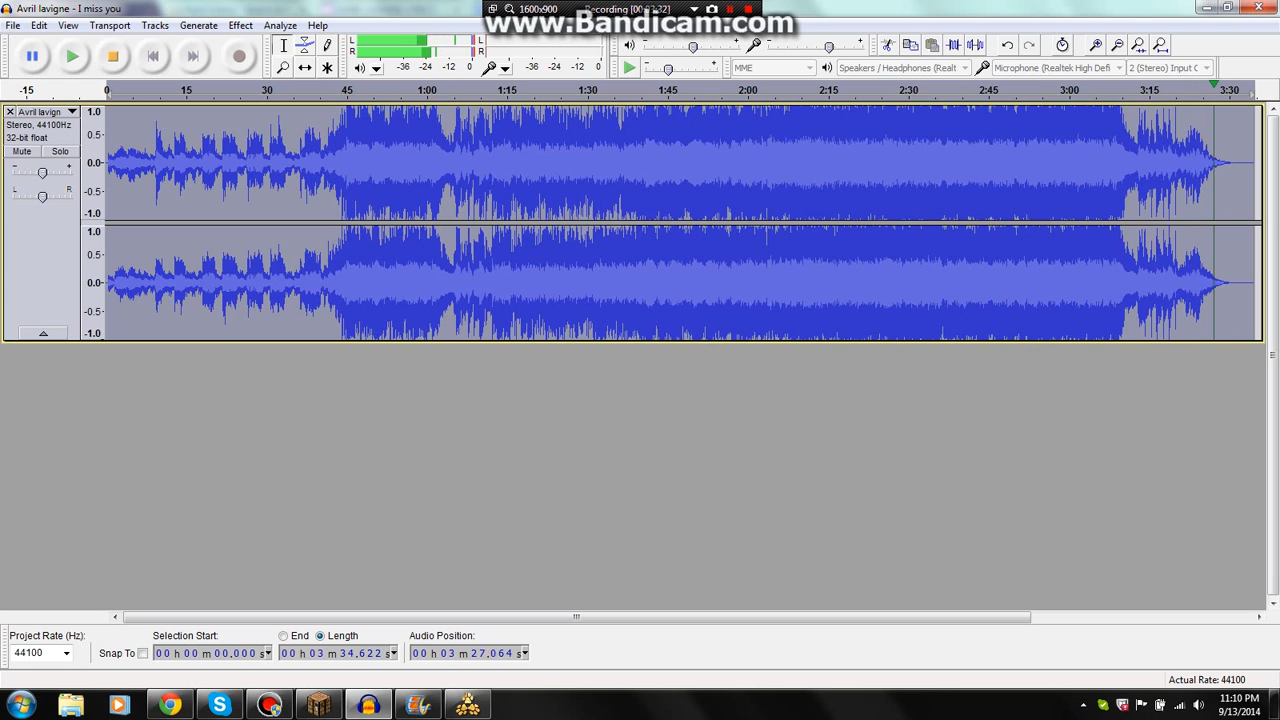 Avril lavigne - I miss you
1600x900
Recording [00:03:32]
www.Bandicam.com
File Edit View Transport Tracks Generate Effect Analyze Help
L
R
-36 -24 -12 0
-36 -24 -12 0
MME
Speakers / Headphones (Realt
Microphone (Realtek High Defi
2 (Stereo) Input C
-15 0 15 30 45 1:00 1:15 1:30 1:45 2:00 2:15 2:30 2:45 3:00 3:15 3:30
Avril lavign
Stereo, 44100Hz
32-bit float
Mute Solo
- +
L R
1.0
0.5
0.0
-0.5
-1.0
1.0
0.5
0.0
-0.5
-1.0
Project Rate (Hz):
44100
Snap To
Selection Start:
00 h 00 m 00.000 s
End Length
00 h 03 m 34.622 s
Audio Position:
00 h 03 m 27.064 s
Actual Rate: 44100
11:10 PM
9/13/2014